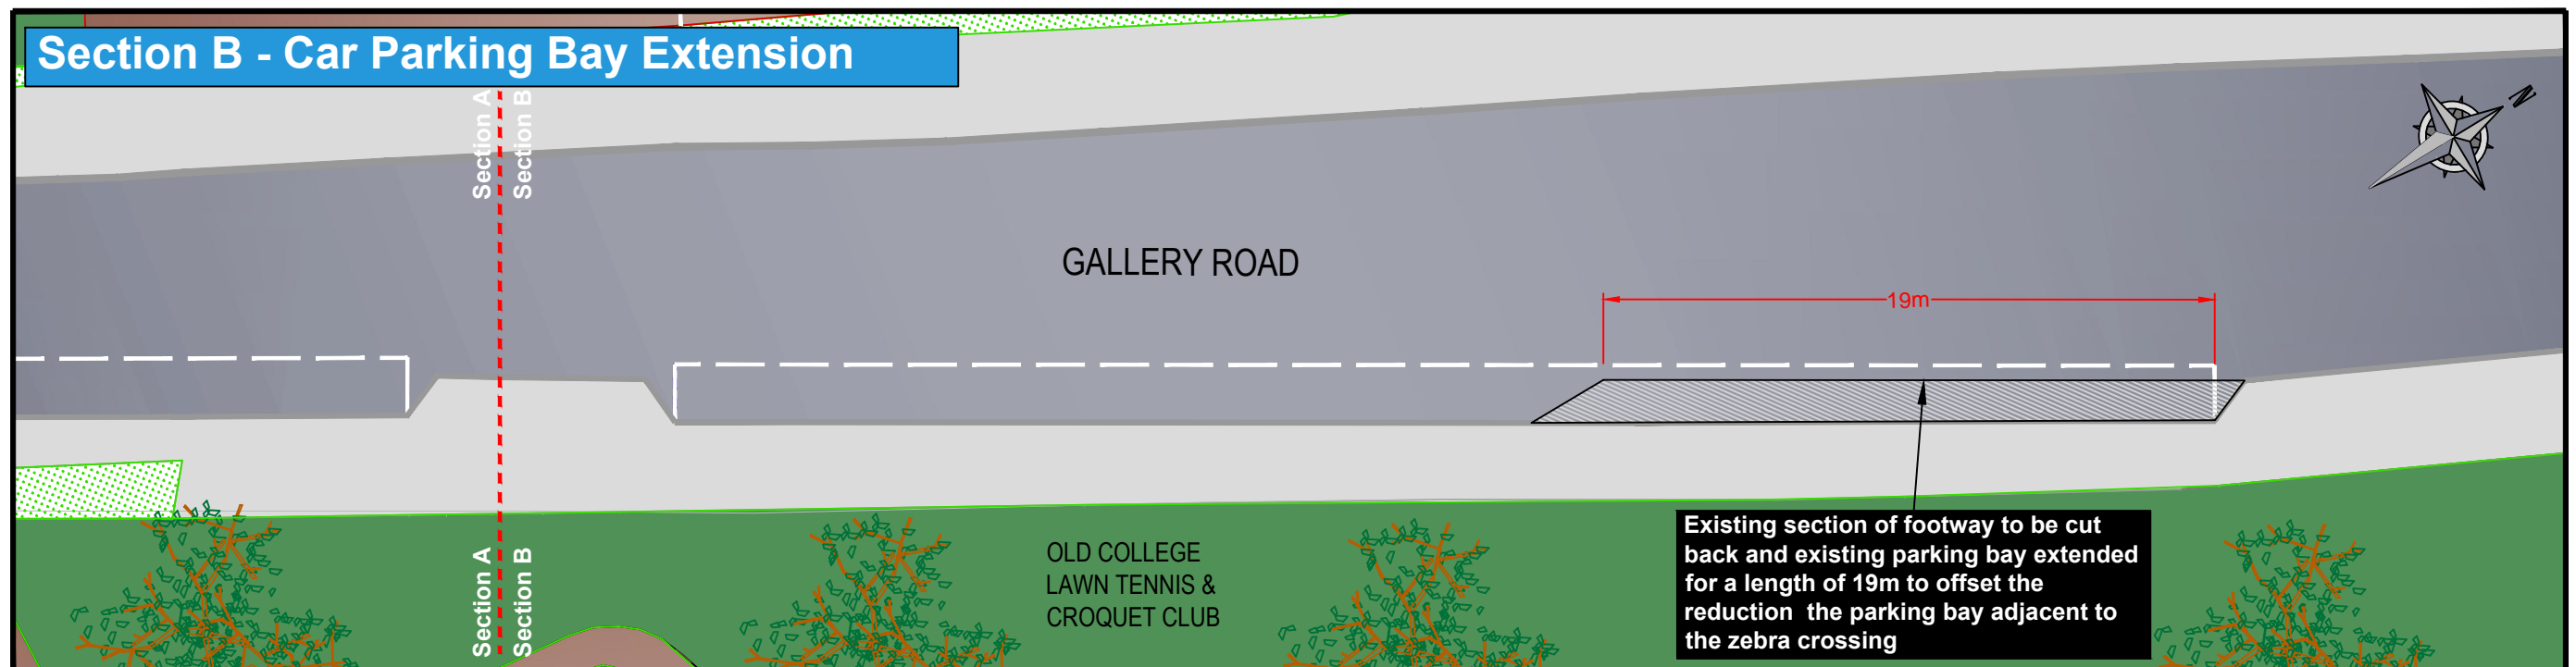 Section B - Car Parking Bay Extension
Section A
Section B
N
GALLERY ROAD
19m
OLD COLLEGE
LAWN TENNIS &
CROQUET CLUB
Existing section of footway to be cut
back and existing parking bay extended
for a length of 19m to offset the
reduction  the parking bay adjacent to
the zebra crossing
Section A
Section B